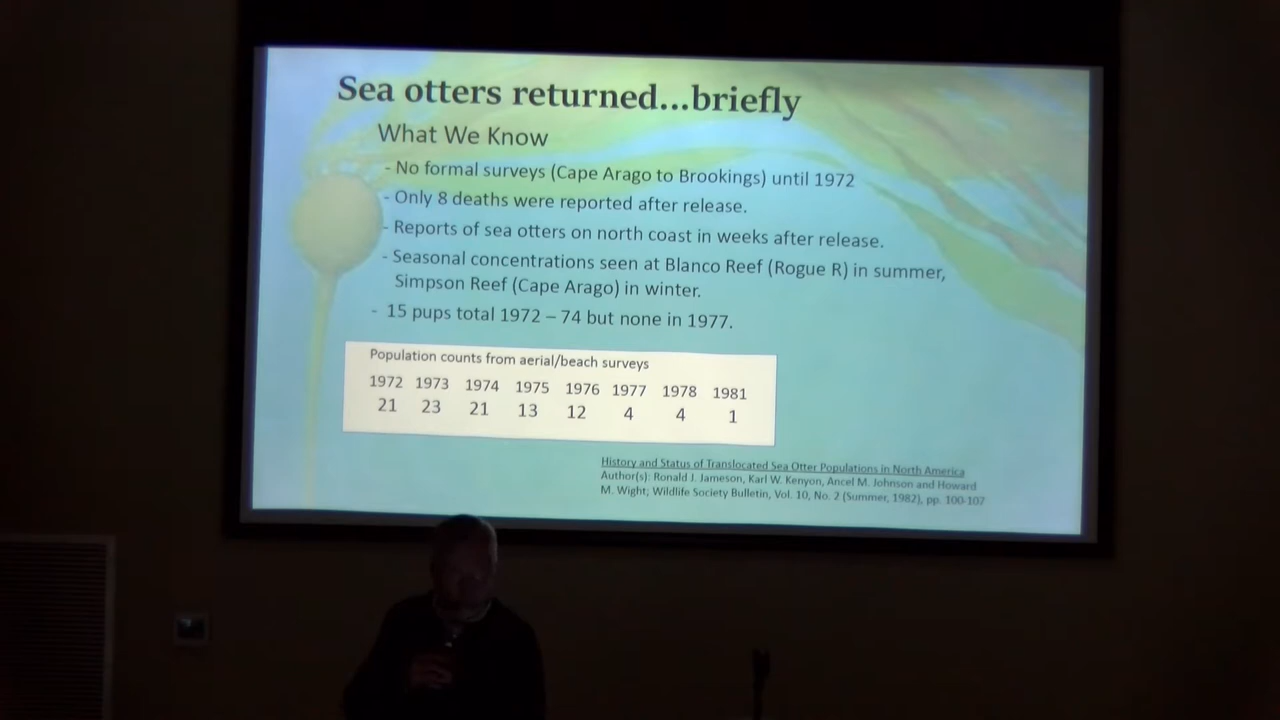 Sea otters returned...briefly
What We Know
- No formal surveys (Cape Arago to Brookings) until 1972
- Only 8 deaths were reported after release.
- Reports of sea otters on north coast in weeks after release.
- Seasonal concentrations seen at Blanco Reef (Rogue R) in summer,
Simpson Reef (Cape Arago) in winter.
- 15 pups total 1972 – 74 but none in 1977.
Population counts from aerial/beach surveys
1972 1973 1974 1975 1976 1977 1978 1981
21 23 21 13 12 4 4 1
History and Status of Translocated Sea Otter Populations in North America
Author(s): Ronald J. Jameson, Karl W. Kenyon, Ancel M. Johnson and Howard
M. Wight; Wildlife Society Bulletin, Vol. 10, No. 2 (Summer, 1982), pp. 100-107